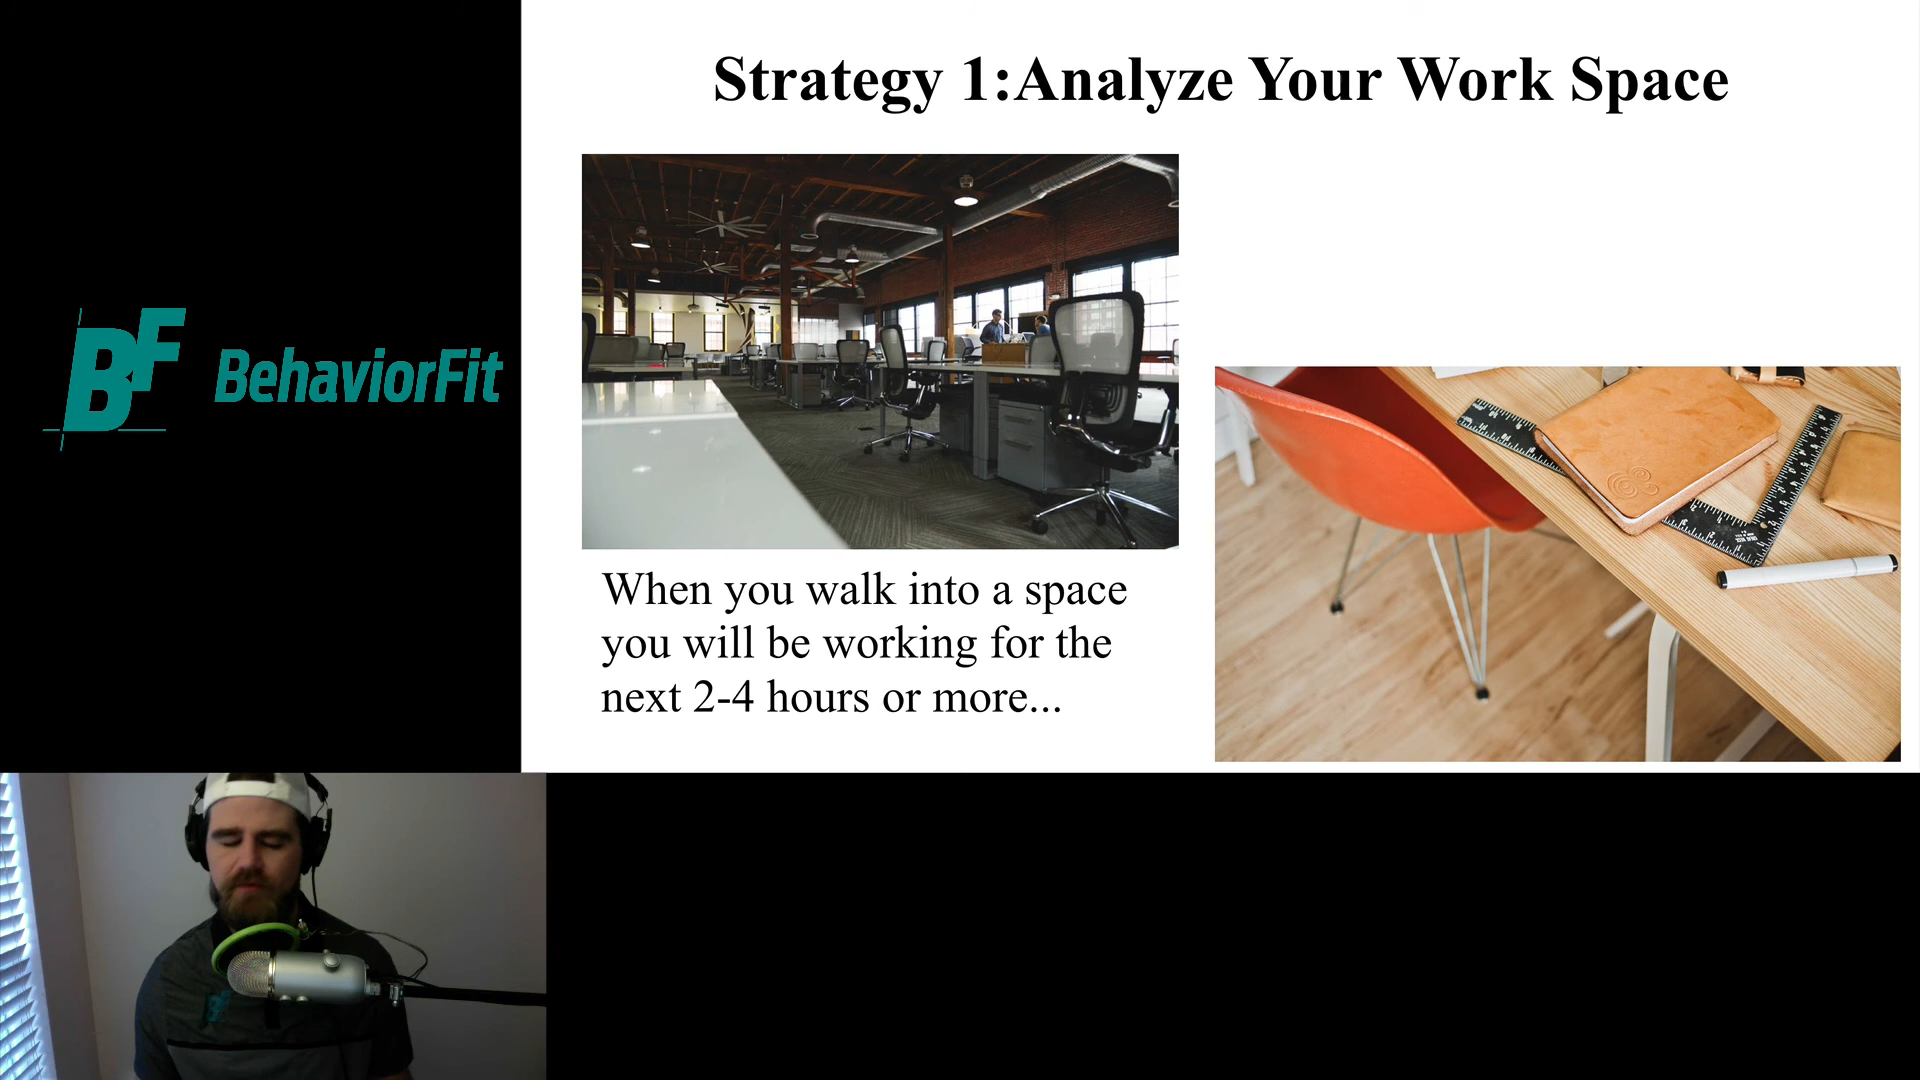 Strategy 1:Analyze Your Work Space
BF BehaviorFit
When you walk into a space
you will be working for the
next 2-4 hours or more...